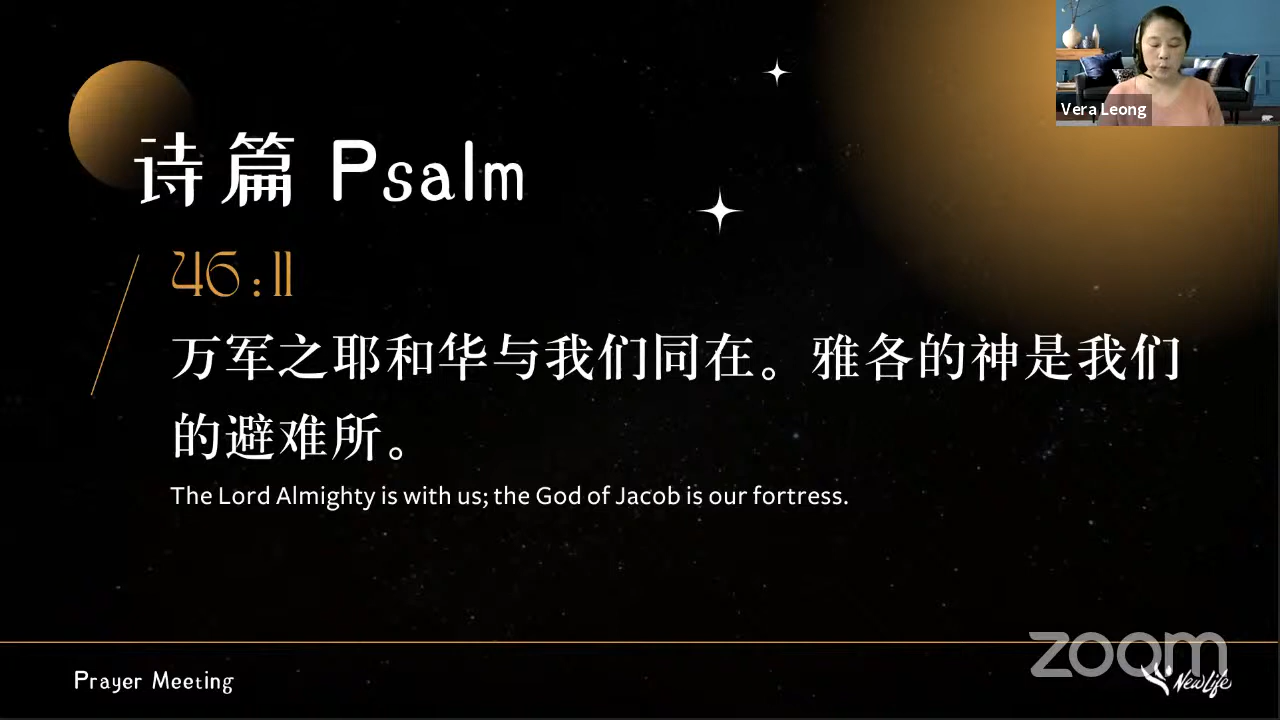 Vera Leong
诗篇 Psalm
46:11
万军之耶和华与我们同在。雅各的神是我们
的避难所。
The Lord Almighty is with us; the God of Jacob is our fortress.
zoom
Prayer Meeting
New Life